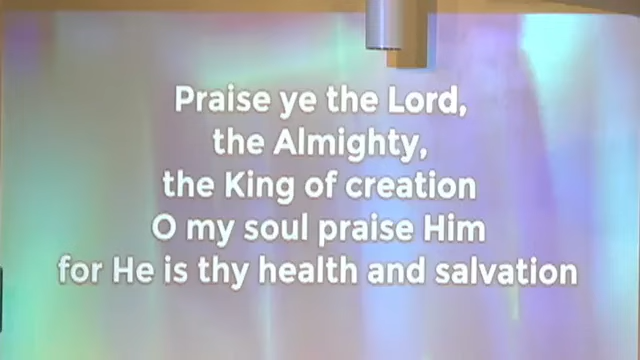 Praise ye the Lord,
the Almighty,
the King of creation
O my soul praise Him
for He is thy health and salvation